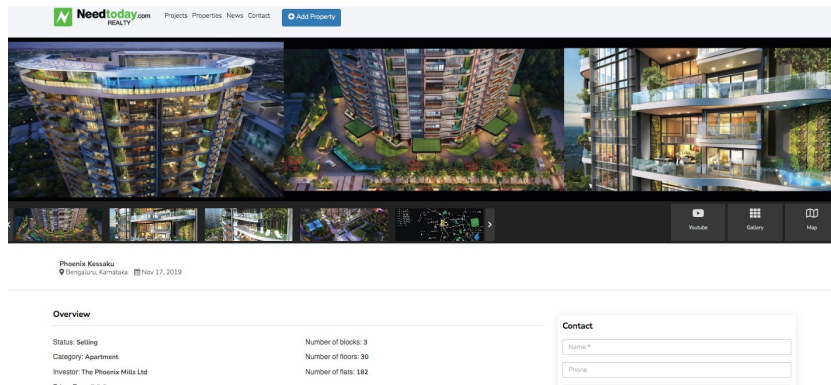 Needtoday.com
REALTY
Projects Properties News Contact
Add Property
Youtube
Gallery
Map
Phoenix Kessaku
Bengaluru, Karnataka Nov 17, 2019
Overview
Status: Selling
Category: Apartment
Investor: The Phoenix Mills Ltd
Number of blocks: 3
Number of floors: 30
Number of flats: 182
Contact
Name *
Phone